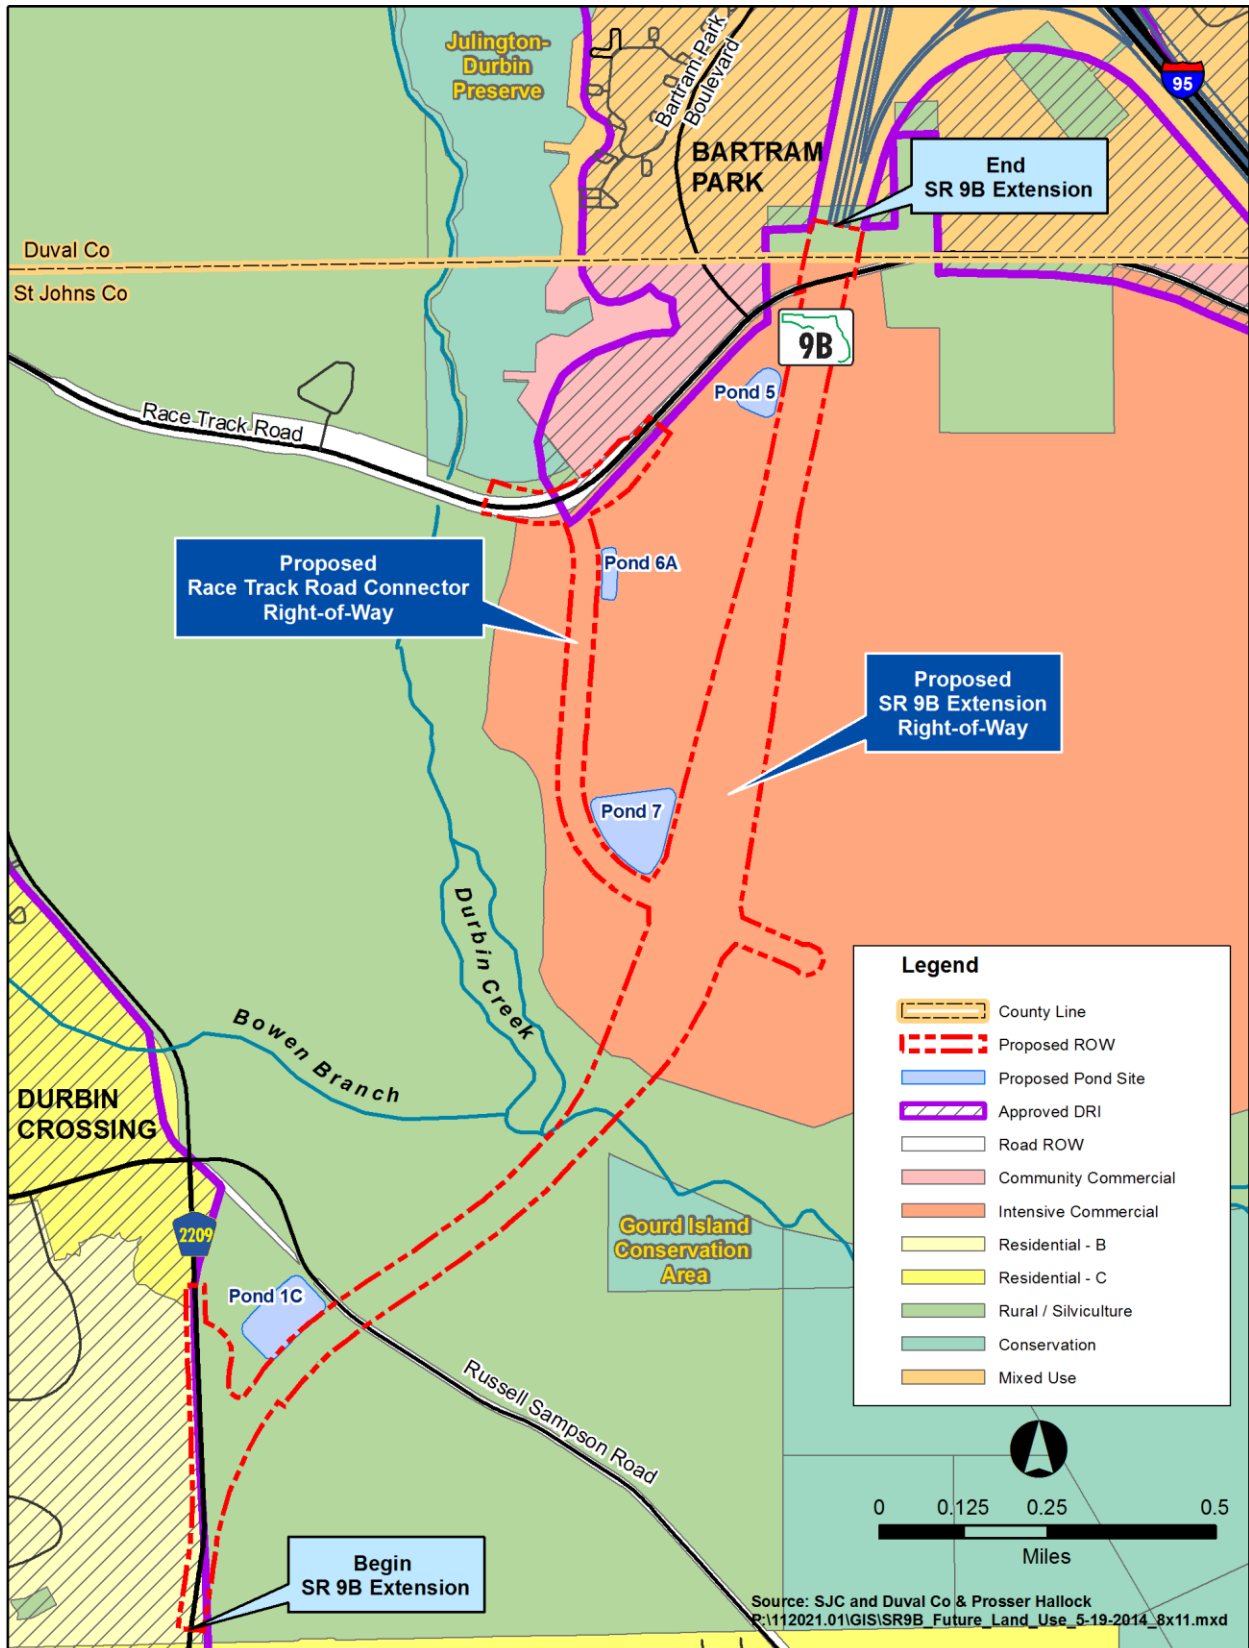 Julington-
Durbin
Preserve
Bartram Park
Boulevard
95
BARTRAM
PARK
End
SR 9B Extension
Duval Co
St Johns Co
9B
Pond 5
Race Track Road
Proposed
Race Track Road Connector
Right-of-Way
Pond 6A
Proposed
SR 9B Extension
Right-of-Way
Pond 7
Durbin Creek
Bowen Branch
DURBIN
CROSSING
2209
Gourd Island
Conservation
Area
Pond 1C
Russell Sampson Road
Begin
SR 9B Extension
Legend
County Line
Proposed ROW
Proposed Pond Site
Approved DRI
Road ROW
Community Commercial
Intensive Commercial
Residential - B
Residential - C
Rural / Silviculture
Conservation
Mixed Use
0 0.125 0.25 0.5
Miles
Source: SJC and Duval Co & Prosser Hallock
P:\112021.01\GIS\SR9B_Future_Land_Use_5-19-2014_8x11.mxd